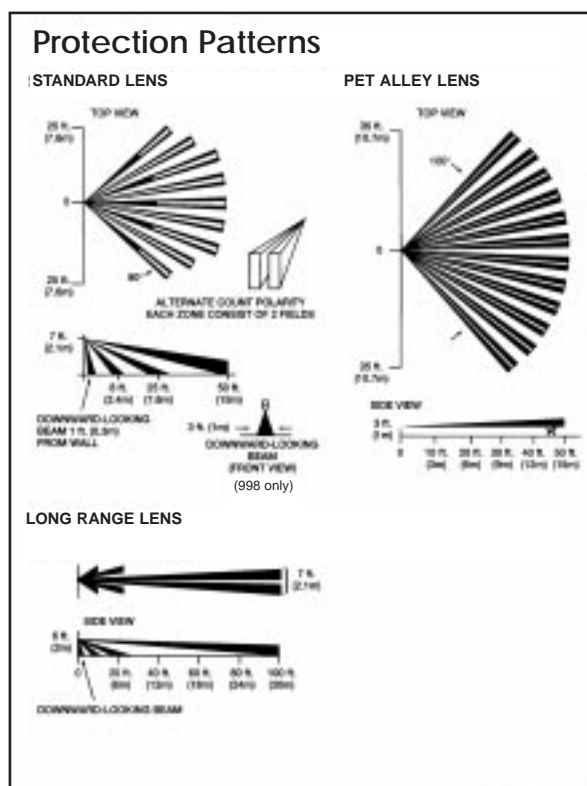 Protection Patterns
STANDARD LENS
TOP VIEW
25 ft.
(7,6m)
0
25 ft.
(7,6m)
90°
ALTERNATE COUNT POLARITY
EACH ZONE CONSIST OF 2 FIELDS
7 ft.
(2,1m)
8 ft.
(2,4m)
25 ft.
(7,6m)
50 ft.
(15m)
DOWNWARD-LOOKING
BEAM 1 ft. (0,3m)
FROM WALL
3 ft. (1m)
DOWNWARD-LOOKING
BEAM
(FRONT VIEW)
(998 only)
PET ALLEY LENS
TOP VIEW
35 ft.
(10,7m)
100°
0
35 ft.
(10,7m)
SIDE VIEW
3 ft.
(1m)
0
10 ft.
(3m)
20 ft.
(6m)
30 ft.
(9m)
40 ft.
50 ft.
(15m)
LONG RANGE LENS
7 ft.
(2,1m)
SIDE VIEW
0
20 ft.
(6m)
40 ft.
60 ft.
(18m)
80 ft.
(24m)
100 ft.
(30m)
DOWNWARD-LOOKING BEAM